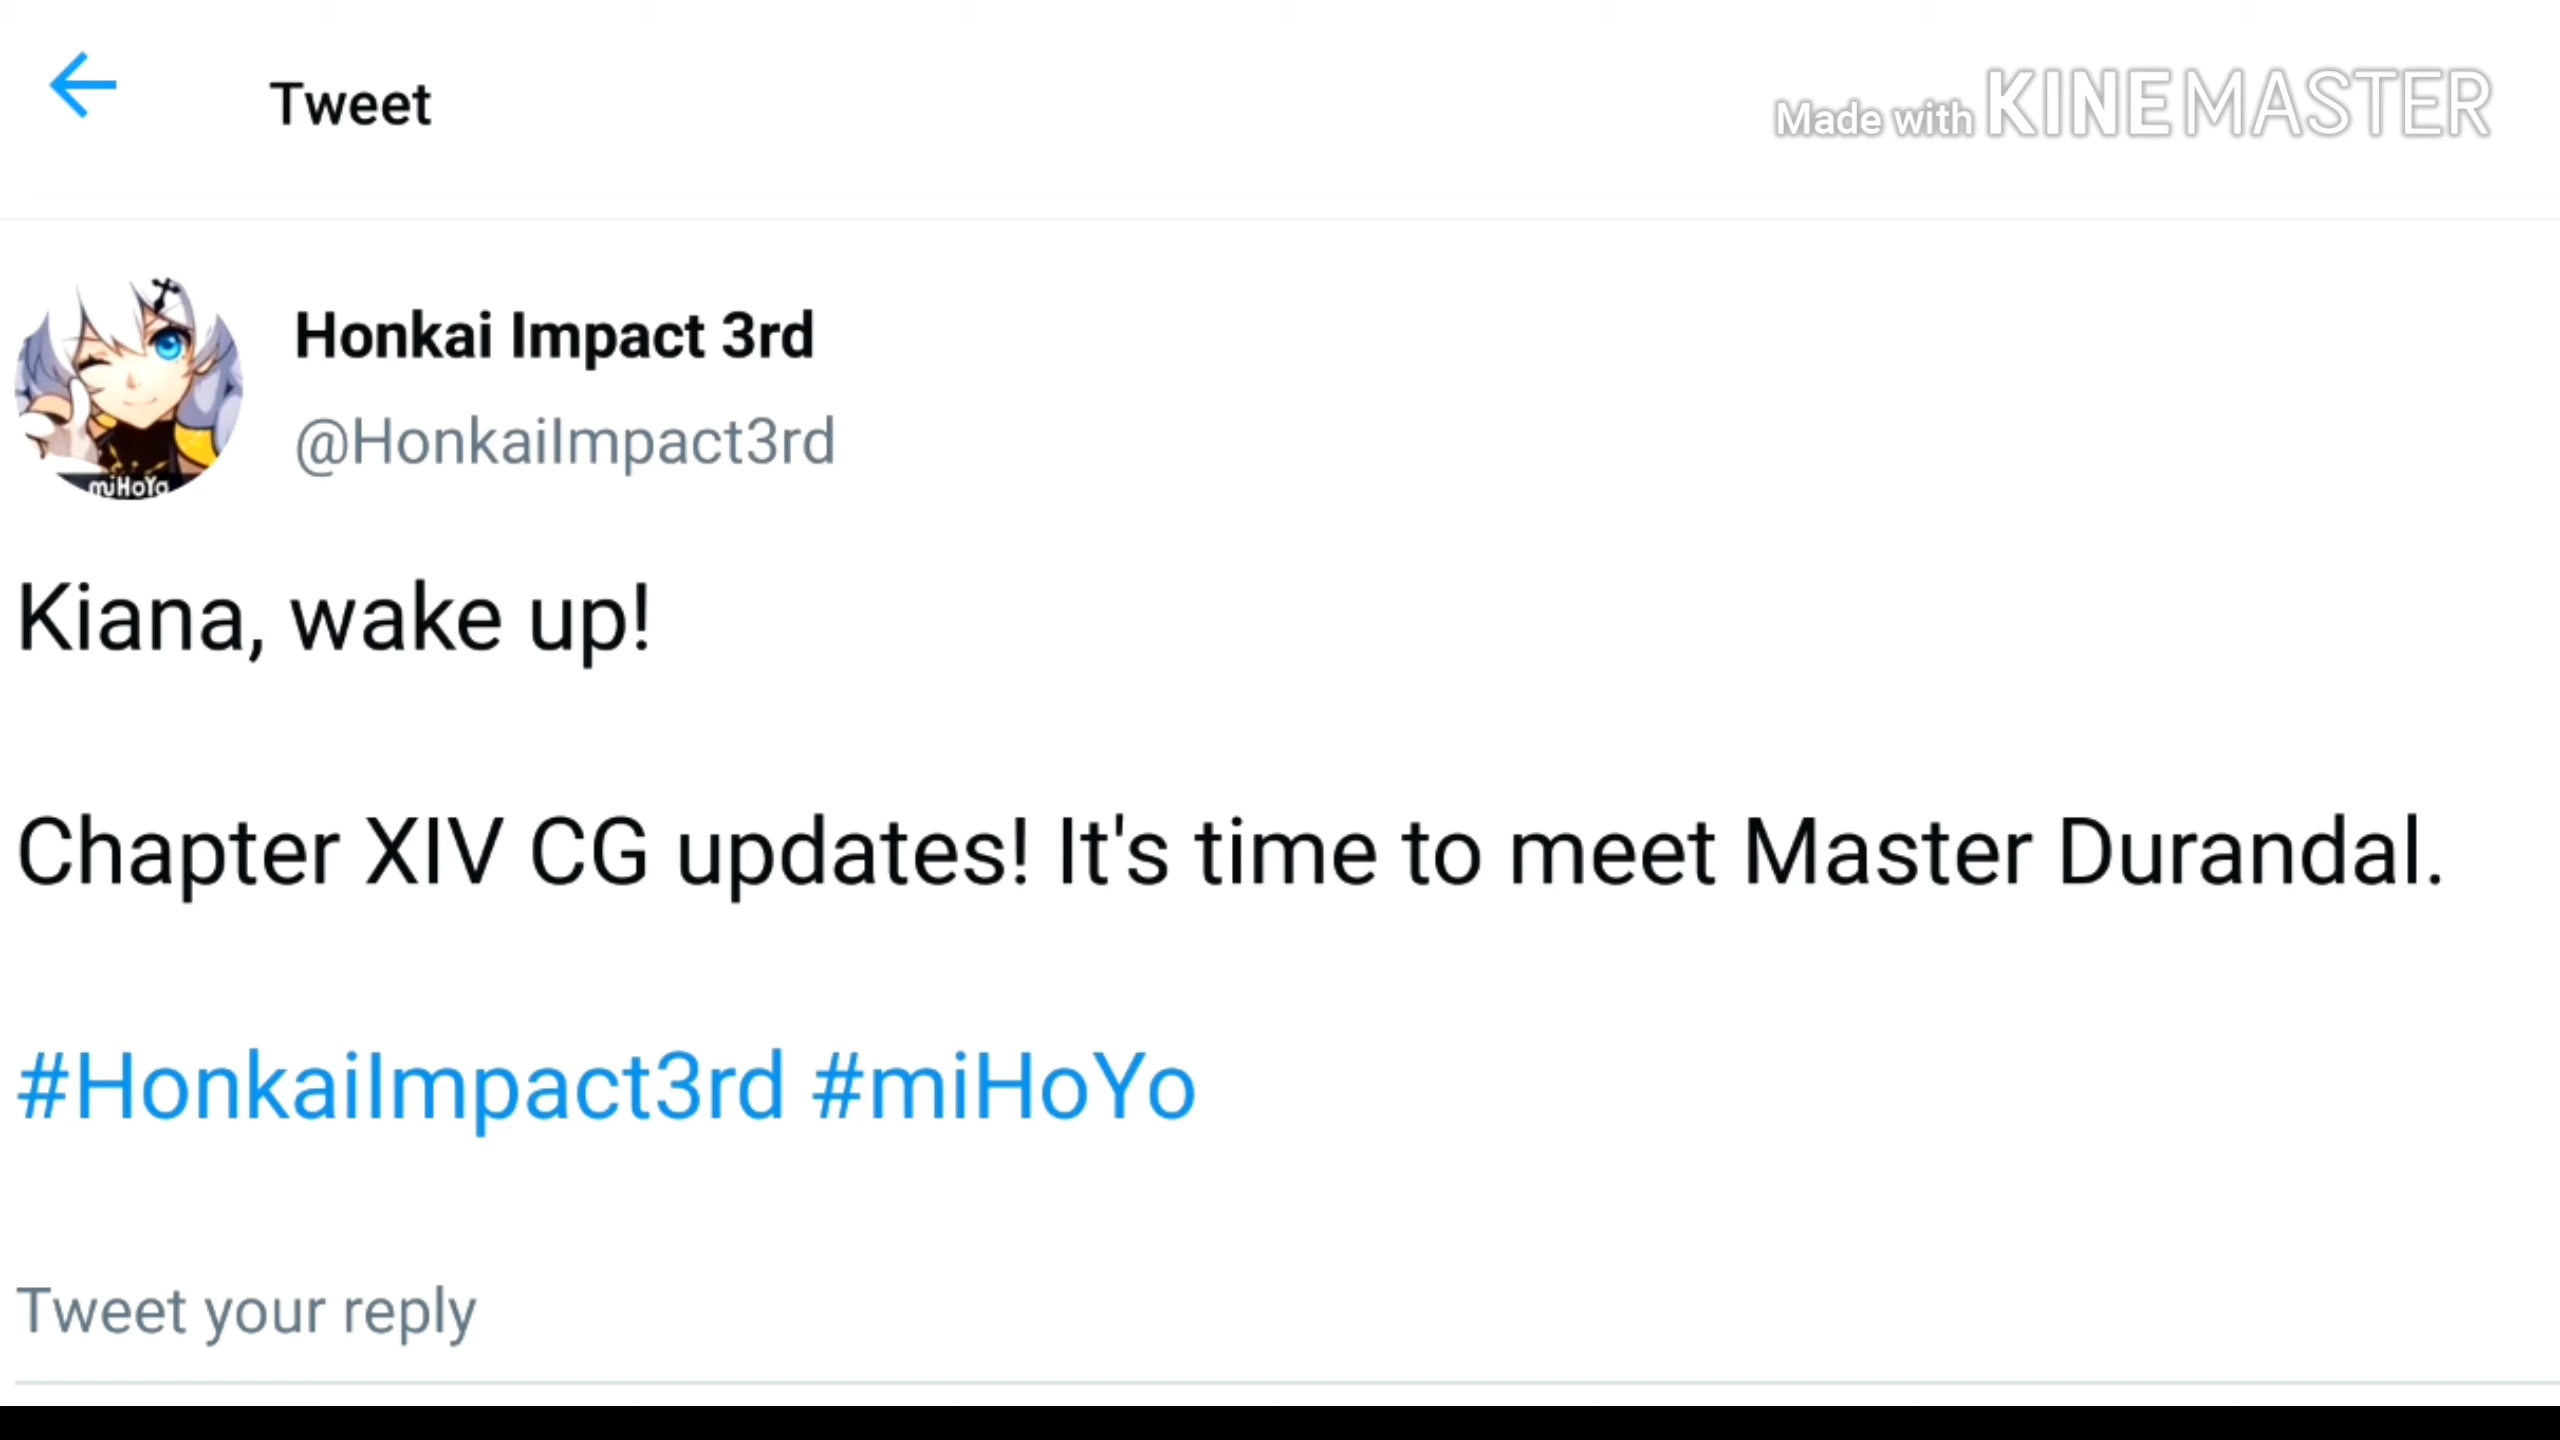 Tweet
Made with KINEMASTER
Honkai Impact 3rd
@HonkaiImpact3rd
miHoYo
Kiana, wake up!
Chapter XIV CG updates! It's time to meet Master Durandal.
#HonkaiImpact3rd #miHoYo
Tweet your reply